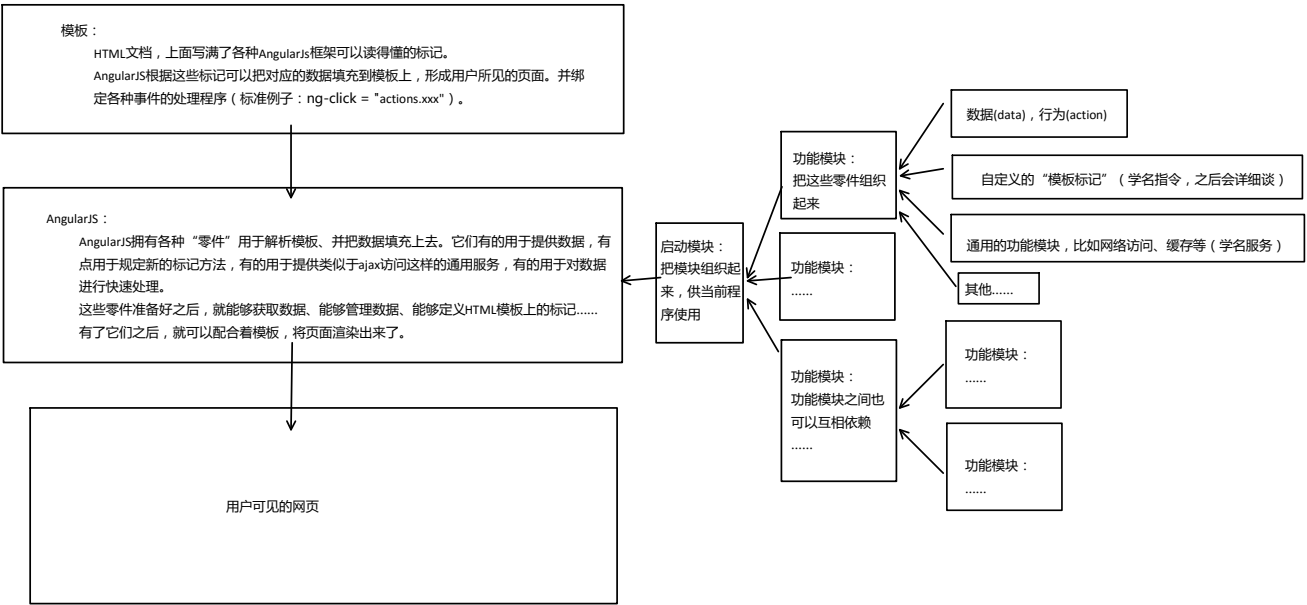 模板：
HTML文档，上面写满了各种AngularJs框架可以读得懂的标记。
AngularJS根据这些标记可以把对应的数据填充到模板上，形成用户所见的页面。并绑
定各种事件的处理程序（标准例子：ng-click = "actions.xxx"）。
AngularJS：
AngularJS拥有各种“零件”用于解析模板、并把数据填充上去。它们有的用于提供数据，有
点用于规定新的标记方法，有的用于提供类似于ajax访问这样的通用服务，有的用于对数据
进行快速处理。
这些零件准备好之后，就能够获取数据、能够管理数据、能够定义HTML模板上的标记......
有了它们之后，就可以配合着模板，将页面渲染出来了。
用户可见的网页
启动模块：
把模块组织起
来，供当前程
序使用
功能模块：
把这些零件组织
起来
功能模块：
......
功能模块：
功能模块之间也
可以互相依赖
......
数据(data)，行为(action)
自定义的“模板标记”（学名指令，之后会详细谈）
通用的功能模块，比如网络访问、缓存等（学名服务）
其他......
功能模块：
......
功能模块：
......